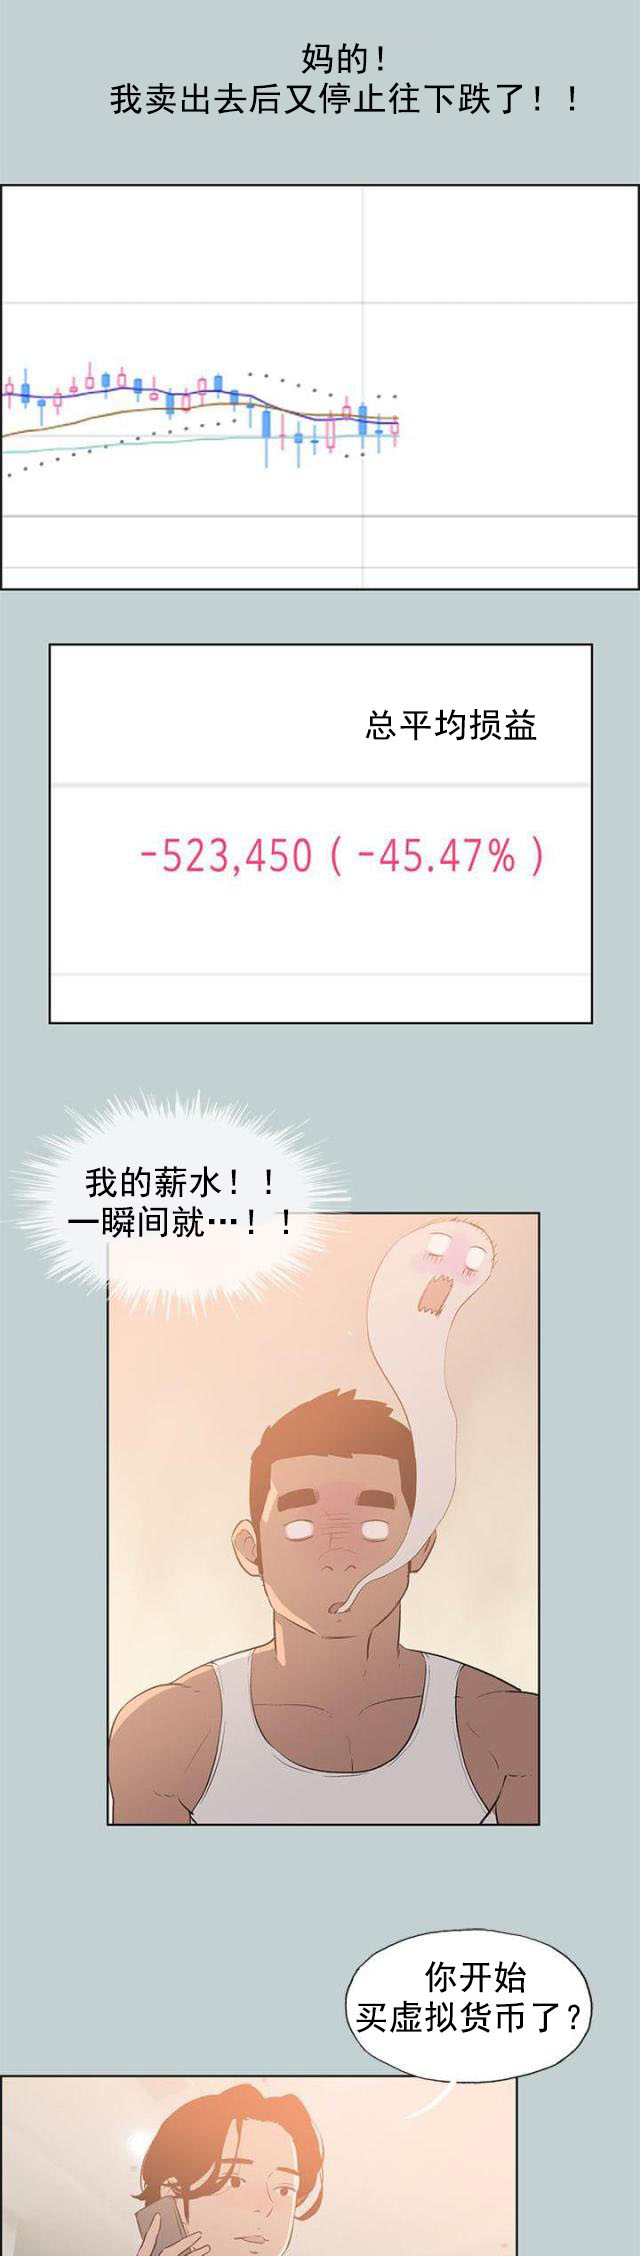 妈的！
我卖出去后又停止往下跌了！！
总平均损益
-523,450 ( -45.47% )
我的薪水！！
一瞬间就…！！
你开始
买虚拟货币了？